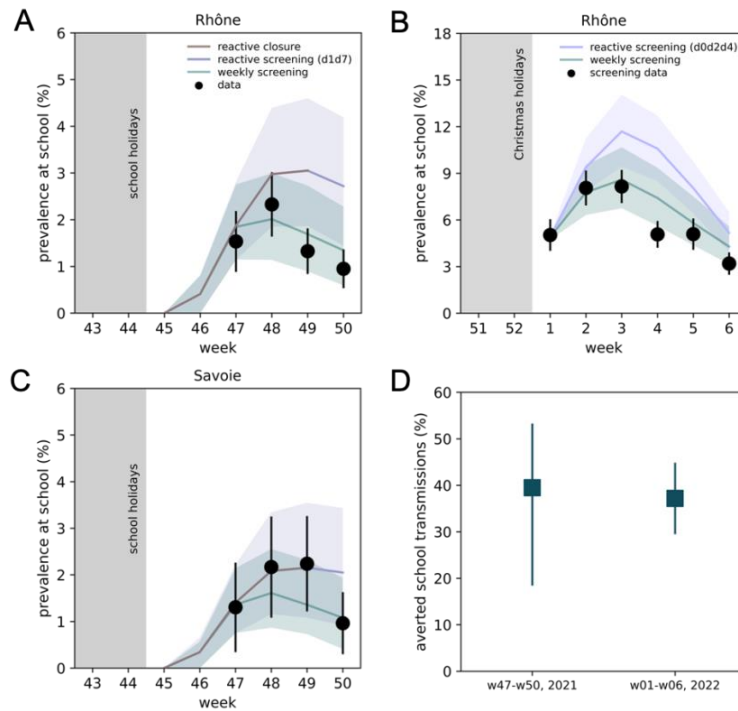 A
Rhône
6
5
4
3
2
1
0
prevalence at school (%)
school holidays
reactive closure
reactive screening (d1d7)
weekly screening
data
43 44 45 46 47 48 49 50
week
B
Rhône
18
15
12
9
6
3
0
prevalence at school (%)
Christmas holidays
reactive screening (d0d2d4)
weekly screening
screening data
51 52 1 2 3 4 5 6
week
C
Savoie
6
5
4
3
2
1
0
prevalence at school (%)
school holidays
43 44 45 46 47 48 49 50
week
D
60
50
40
30
20
10
0
averted school transmissions (%)
w47-w50, 2021 w01-w06, 2022